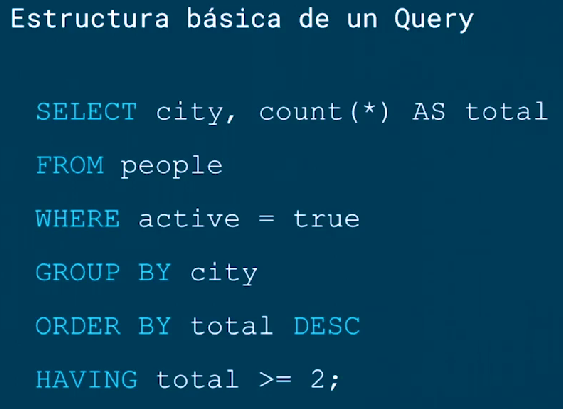 Estructura básica de un Query
SELECT city, count(*) AS total
FROM people
WHERE active = true
GROUP BY city
ORDER BY total DESC
HAVING total >= 2;